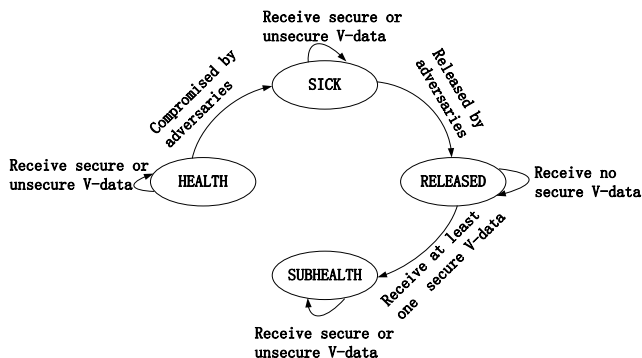 Receive secure or
unsecure V-data
SICK
Compromised by
adversaries
Released by
adversaries
Receive secure or
unsecure V-data
HEALTH
RELEASED
Receive no
secure V-data
Receive at least
one secure V-data
SUBHEALTH
Receive secure or
unsecure V-data